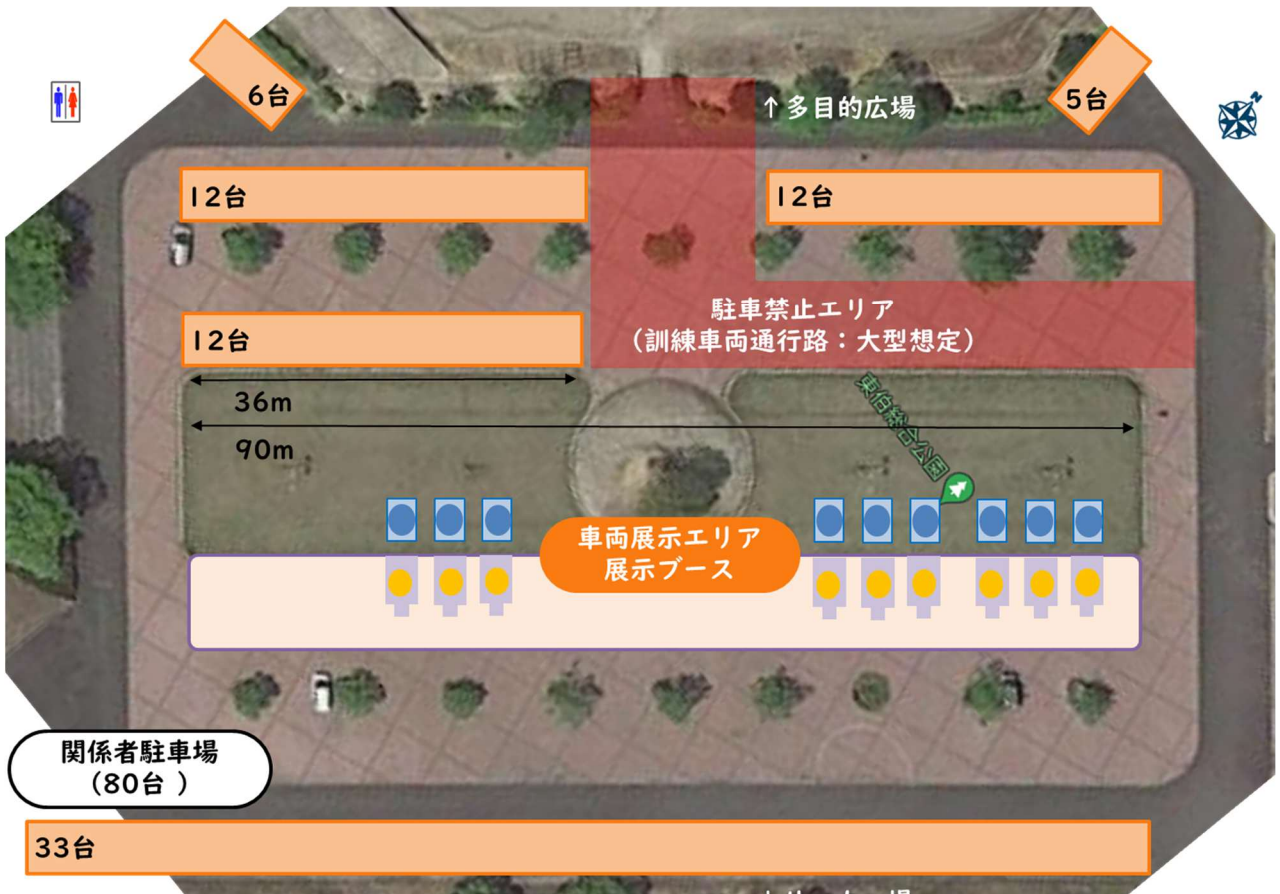 6台
5台
↑多目的広場
N
12台
12台
駐車禁止エリア
（訓練車両通行路：大型想定）
12台
36m
90m
東伯総合公園
車両展示エリア
展示ブース
関係者駐車場
（80台 ）
33台